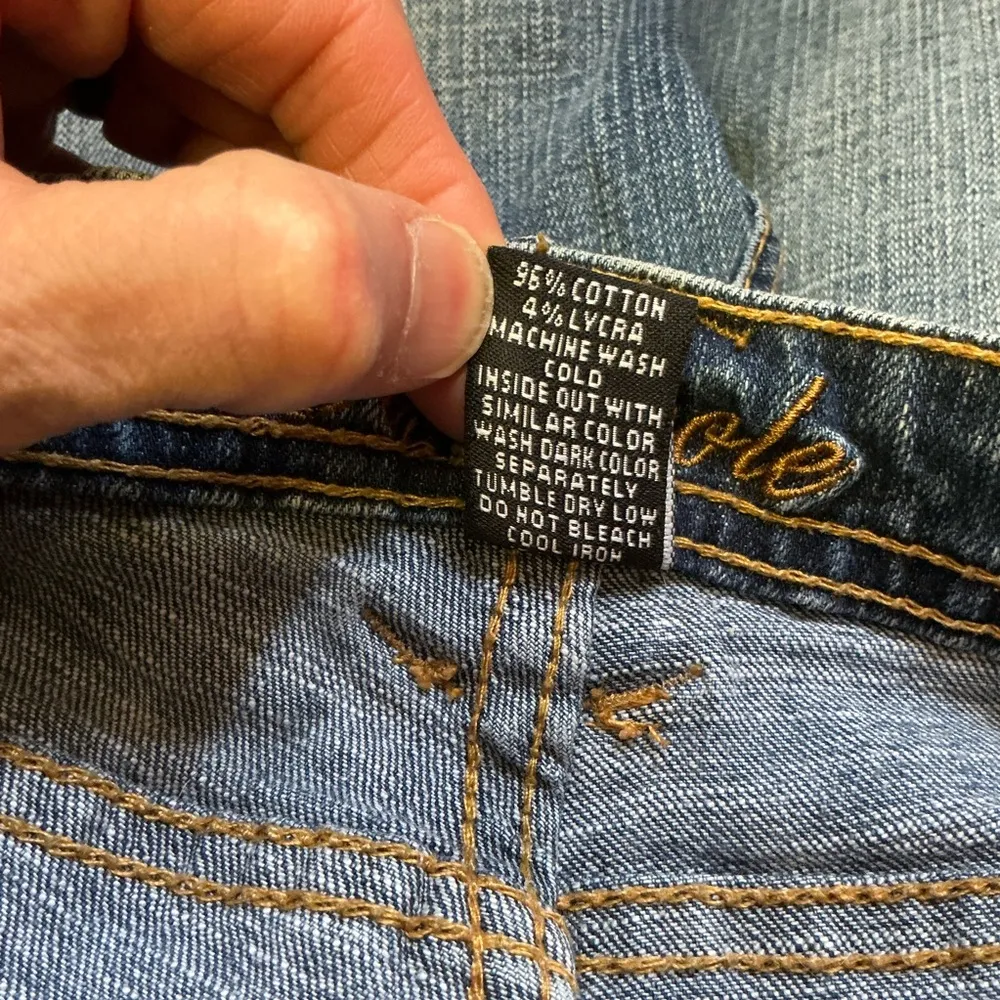 96% COTTON
4% LYCRA
MACHINE WASH
COLD
INSIDE OUT WITH
SIMILAR COLOR
WASH DARK COLOR
SEPARATELY
TUMBLE DRY LOW
DO NOT BLEACH
COOL IRON
ole